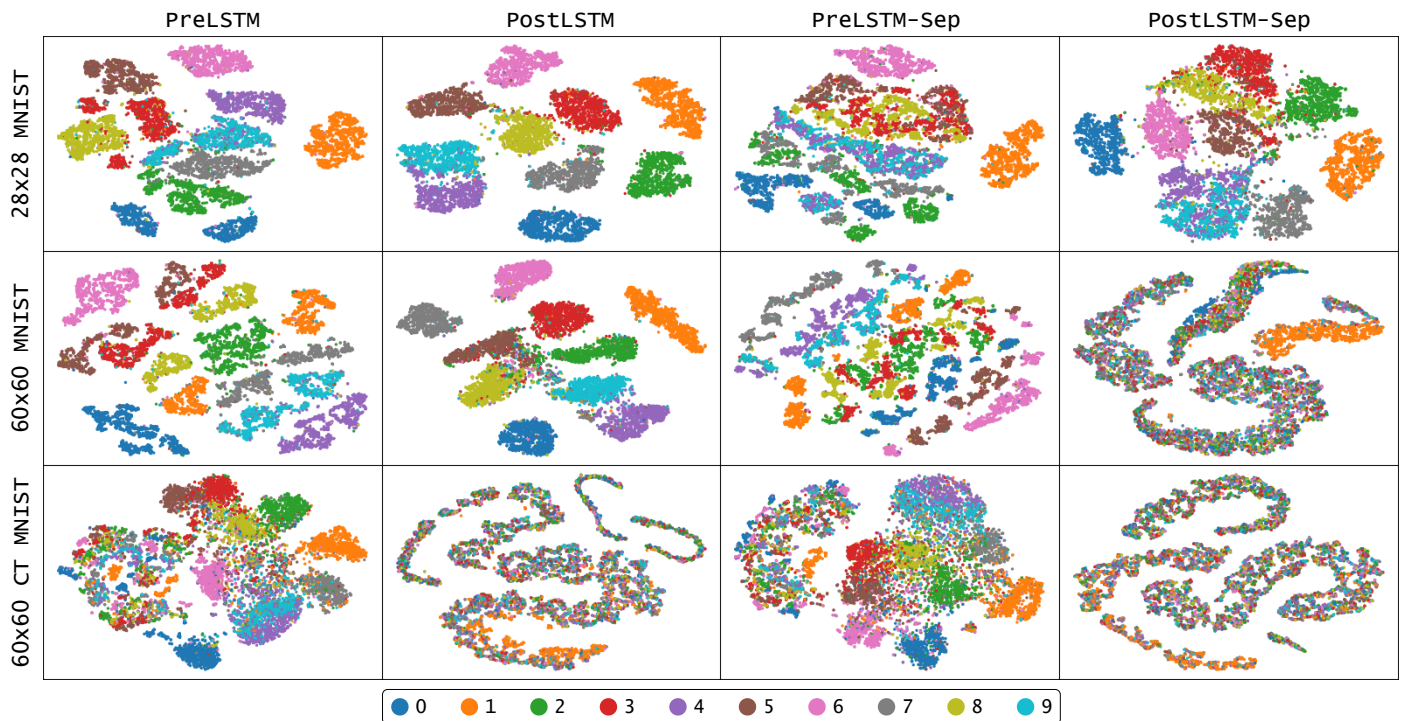 PreLSTM PostLSTM PreLSTM-Sep PostLSTM-Sep
28x28 MNIST
60x60 MNIST
60x60 CT MNIST
0 1 2 3 4 5 6 7 8 9